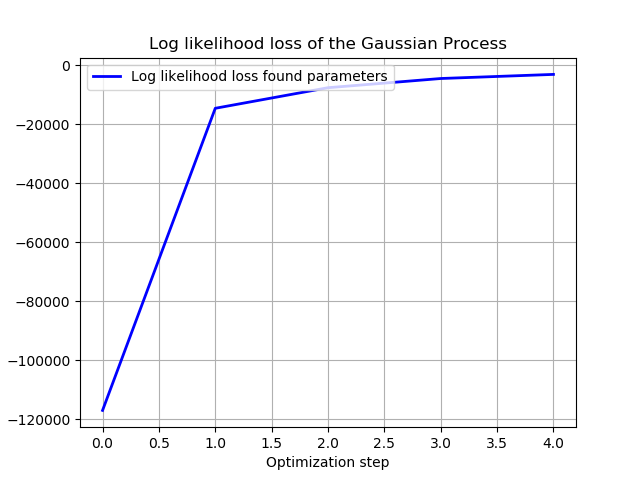 Log likelihood loss of the Gaussian Process
Log likelihood loss found parameters
0
−20000
−40000
−60000
−80000
−100000
−120000
0.0 0.5 1.0 1.5 2.0 2.5 3.0 3.5 4.0
Optimization step